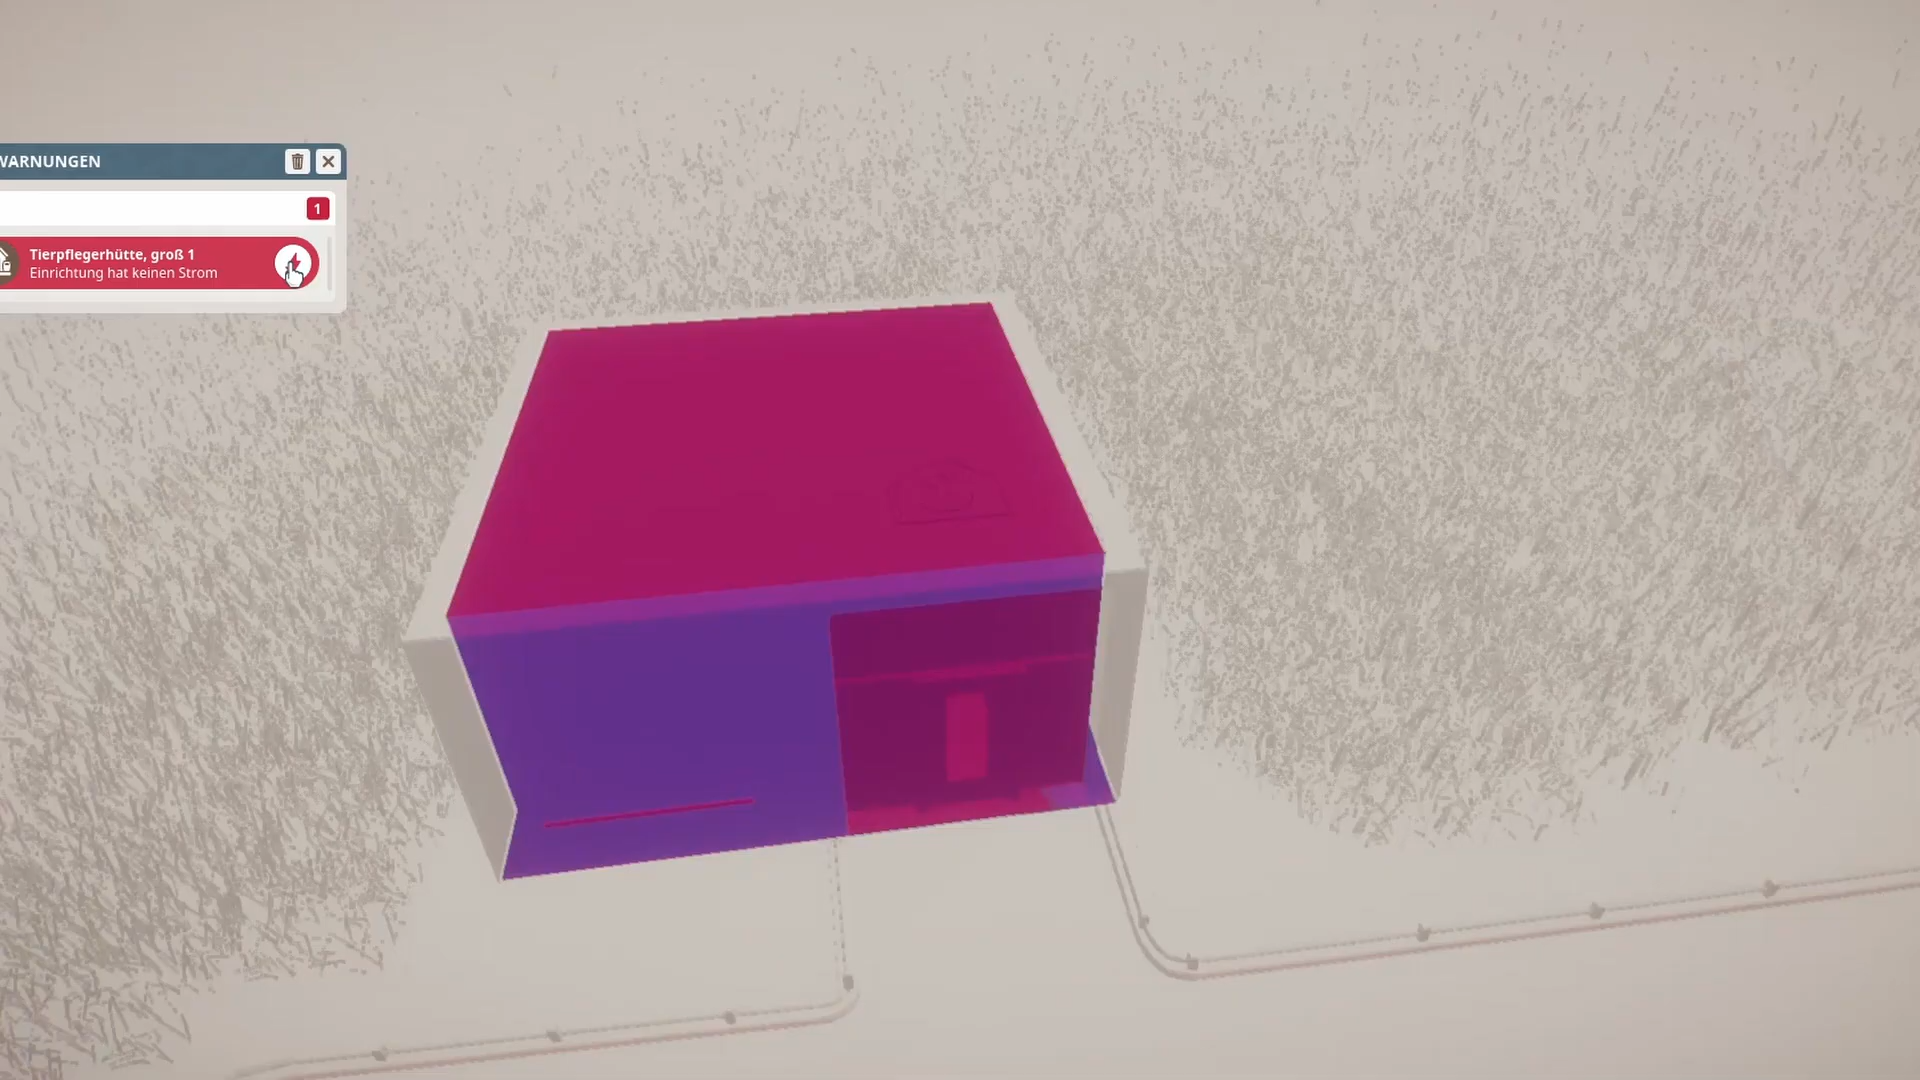 WARNUNGEN
1
Tierpflegerhütte, groß 1
Einrichtung hat keinen Strom